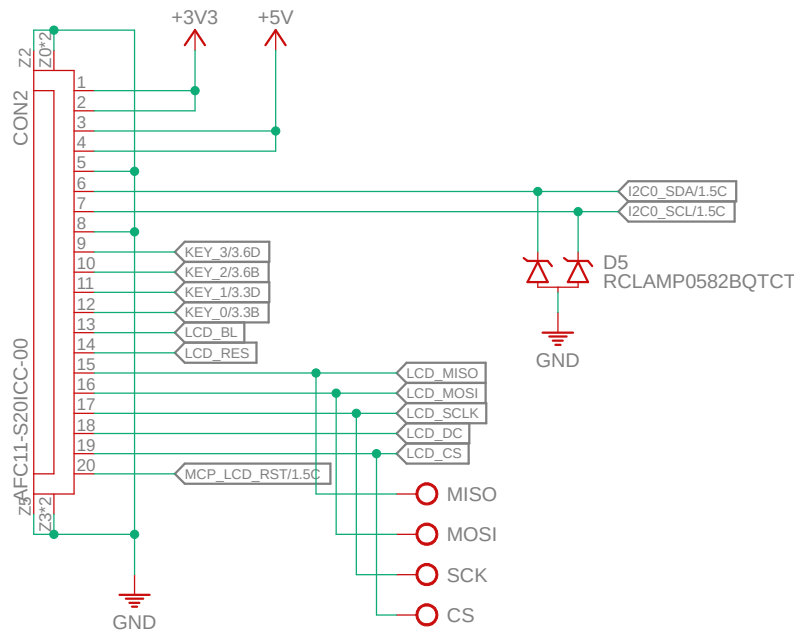 +3V3
+5V
Z2
Z0*2
CON2
AFC11-S20ICC-00
Z5
Z3*2
1
2
3
4
5
6
7
8
9
10
11
12
13
14
15
16
17
18
19
20
I2C0_SDA/1.5C
I2C0_SCL/1.5C
D5
RCLAMP0582BQTCT
GND
KEY_3/3.6D
KEY_2/3.6B
KEY_1/3.3D
KEY_0/3.3B
LCD_BL
LCD_RES
LCD_MISO
LCD_MOSI
LCD_SCLK
LCD_DC
LCD_CS
MCP_LCD_RST/1.5C
MISO
MOSI
SCK
CS
GND